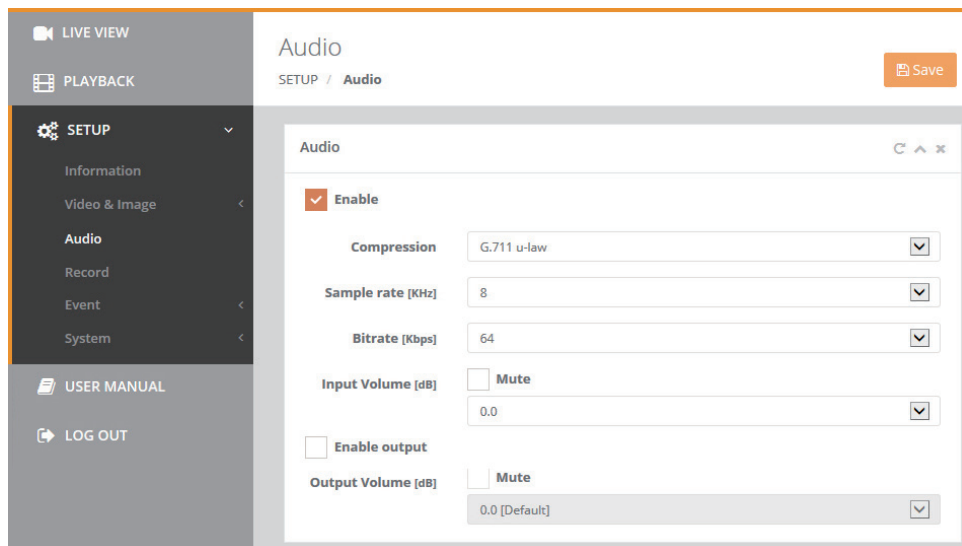 LIVE VIEW
PLAYBACK
SETUP
Information
Video & Image
Audio
Record
Event
System
USER MANUAL
LOG OUT
Audio
SETUP / Audio
Save
Audio
Enable
Compression G.711 u-law
Sample rate [KHz] 8
Bitrate [Kbps] 64
Input Volume [dB] Mute
0.0
Enable output
Output Volume [dB] Mute
0.0 [Default]